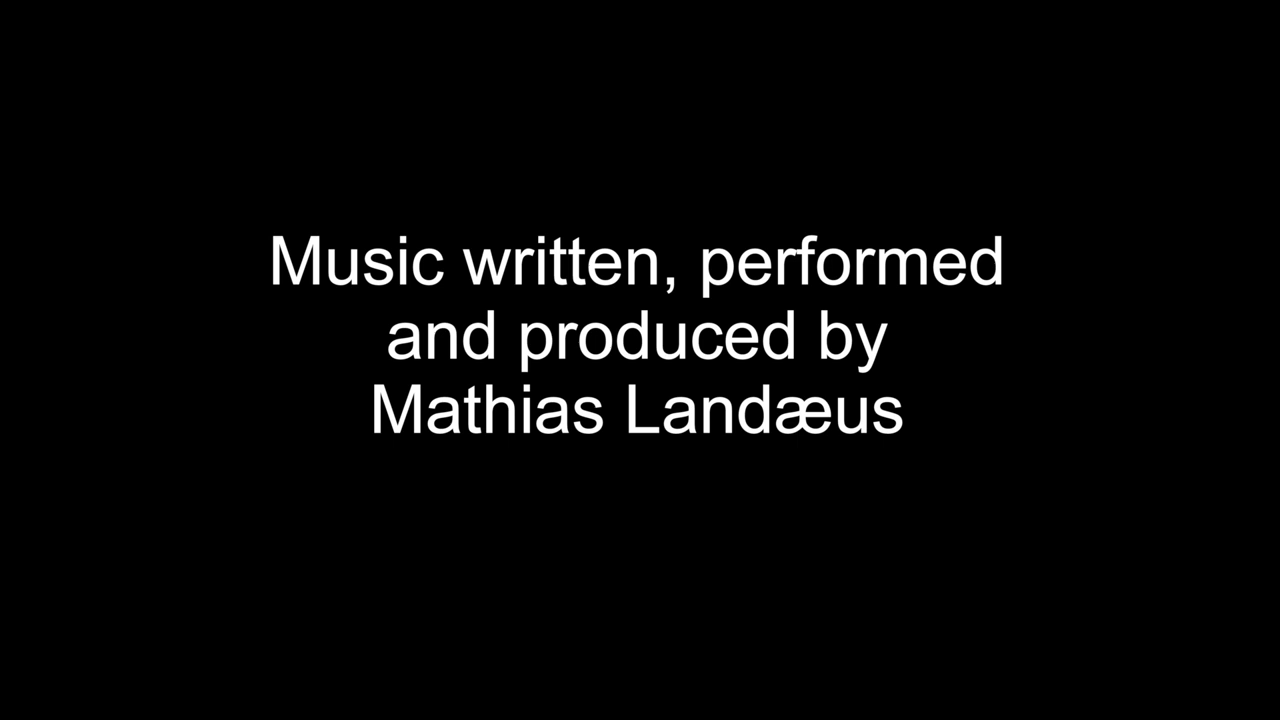 Music written, performed
and produced by
Mathias Landæus